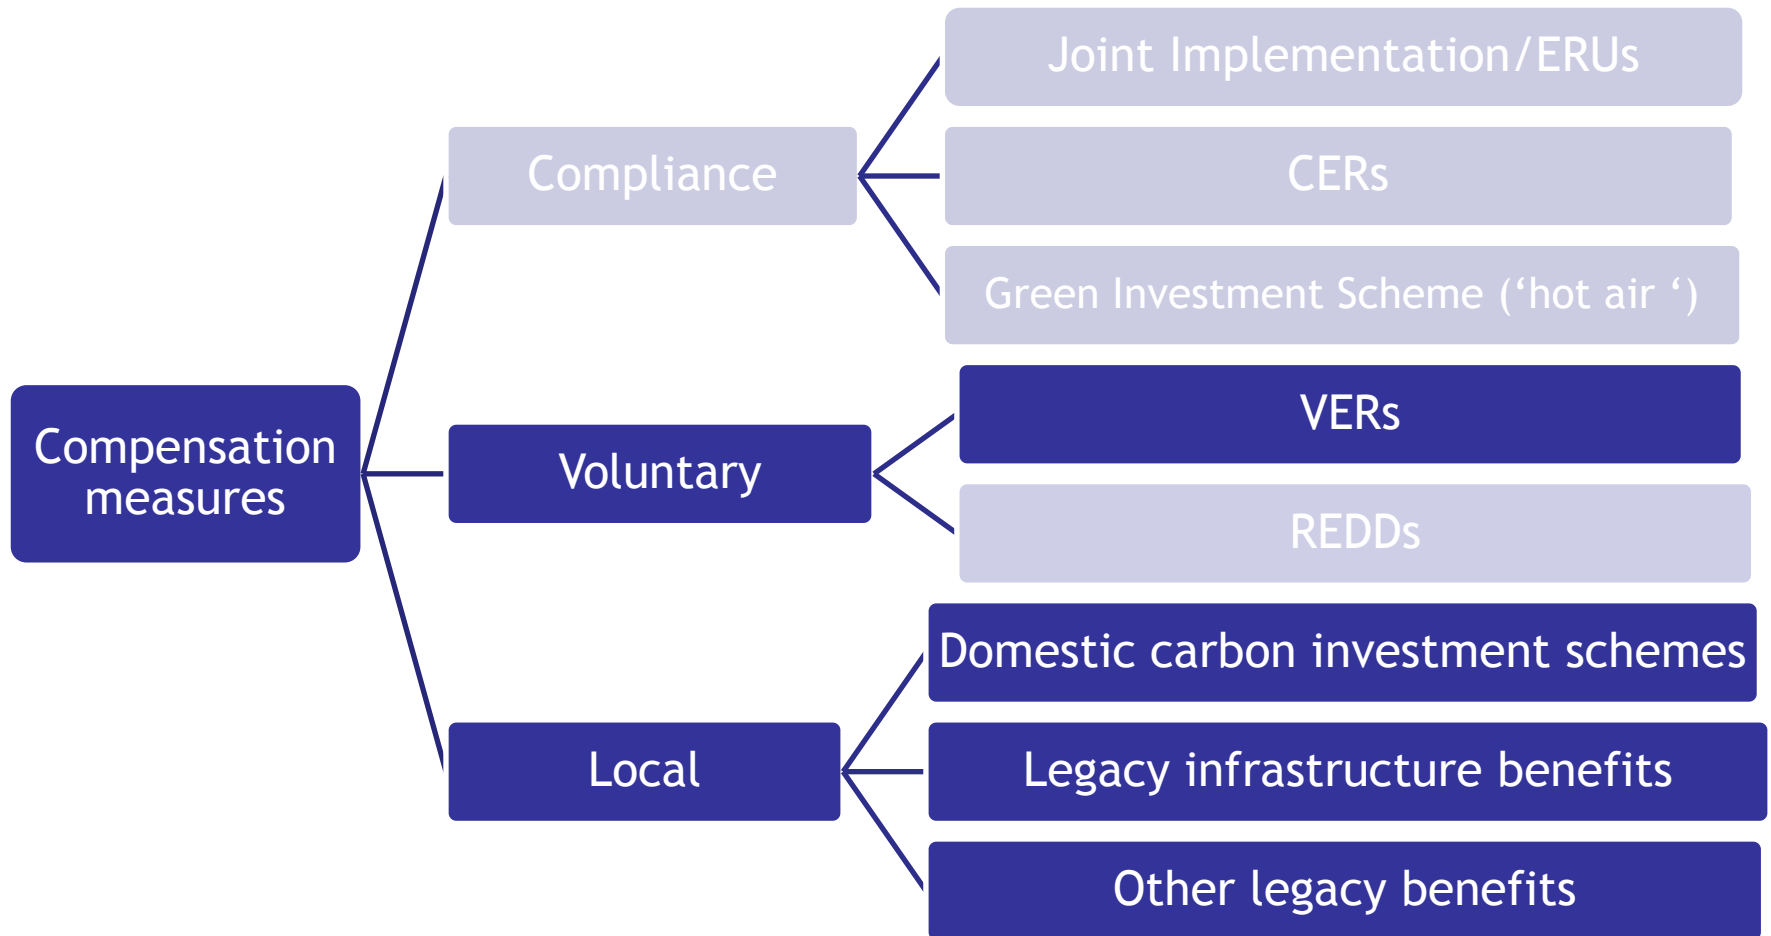 Joint Implementation/ERUs
Compliance
CERs
Green Investment Scheme (‘hot air ‘)
Compensation
measures
Voluntary
VERs
REDDs
Domestic carbon investment schemes
Local
Legacy infrastructure benefits
Other legacy benefits